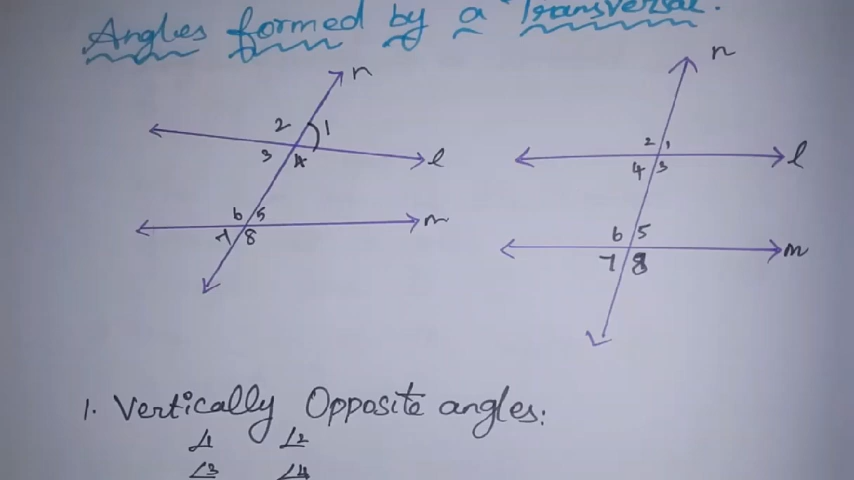 Angles formed by a Transversal.
n n
2 1 2 1
3 4 l 4 3 l
6 5 m 6 5 m
7 8 7 8
1. Vertically Opposite angles:
∠1 ∠2
∠3 ∠4